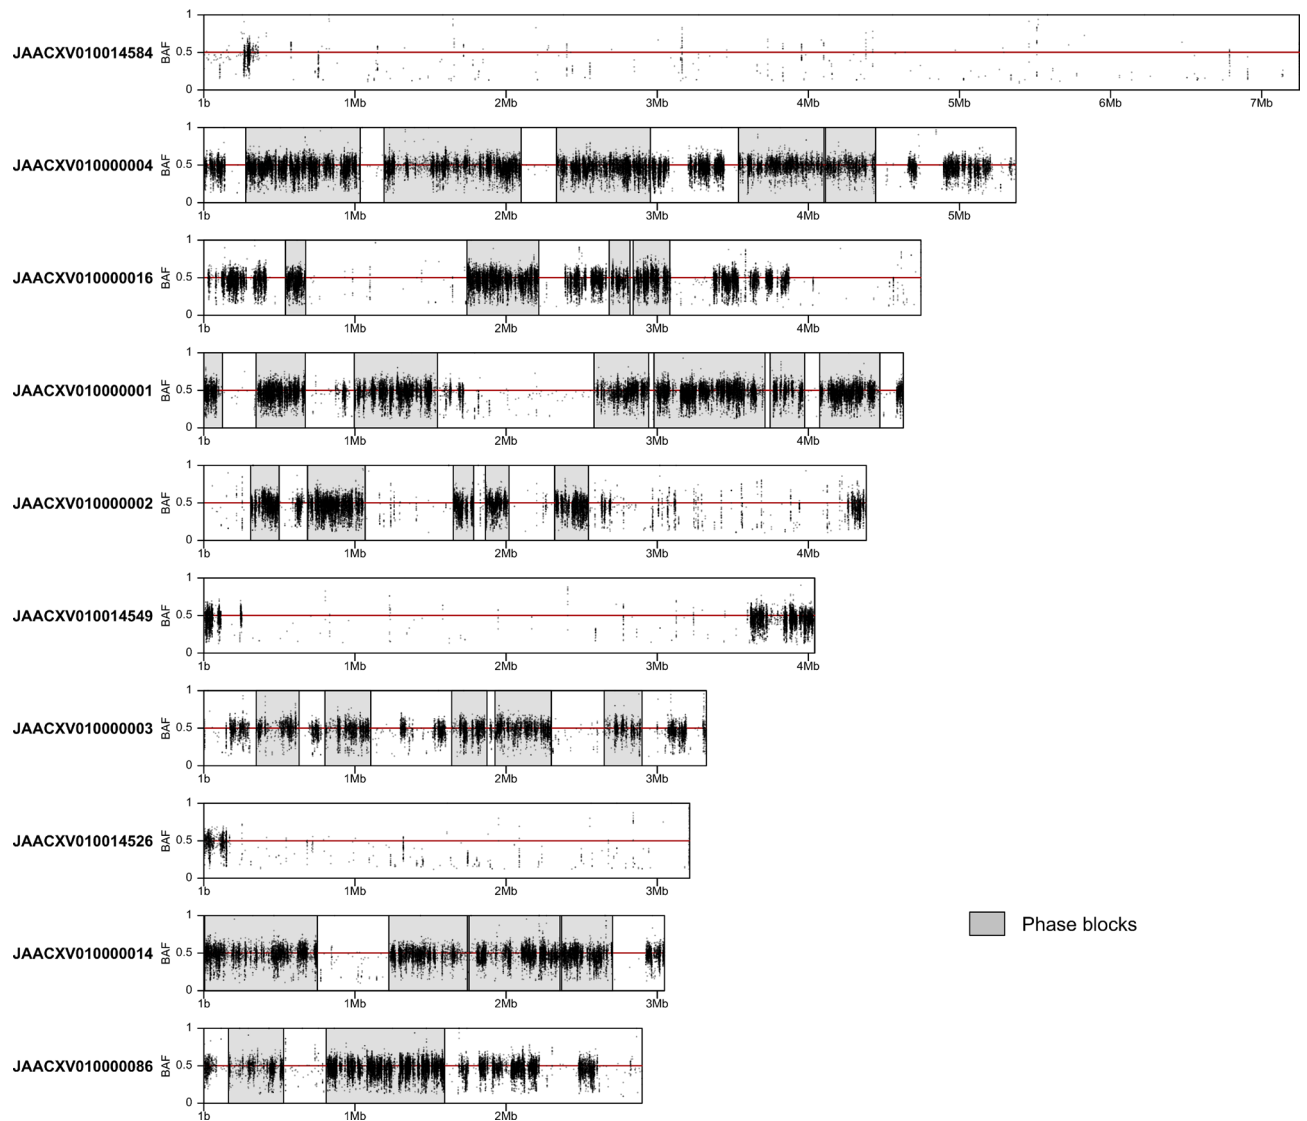 JAACXV010014584 BAF 1 0.5 0
1b 1Mb 2Mb 3Mb 4Mb 5Mb 6Mb 7Mb
JAACXV010000004 BAF 1 0.5 0
1b 1Mb 2Mb 3Mb 4Mb 5Mb
JAACXV010000016 BAF 1 0.5 0
1b 1Mb 2Mb 3Mb 4Mb
JAACXV010000001 BAF 1 0.5 0
1b 1Mb 2Mb 3Mb 4Mb
JAACXV010000002 BAF 1 0.5 0
1b 1Mb 2Mb 3Mb 4Mb
JAACXV010014549 BAF 1 0.5 0
1b 1Mb 2Mb 3Mb 4Mb
JAACXV010000003 BAF 1 0.5 0
1b 1Mb 2Mb 3Mb
JAACXV010014526 BAF 1 0.5 0
1b 1Mb 2Mb 3Mb
Phase blocks
JAACXV010000014 BAF 1 0.5 0
1b 1Mb 2Mb 3Mb
JAACXV010000086 BAF 1 0.5 0
1b 1Mb 2Mb